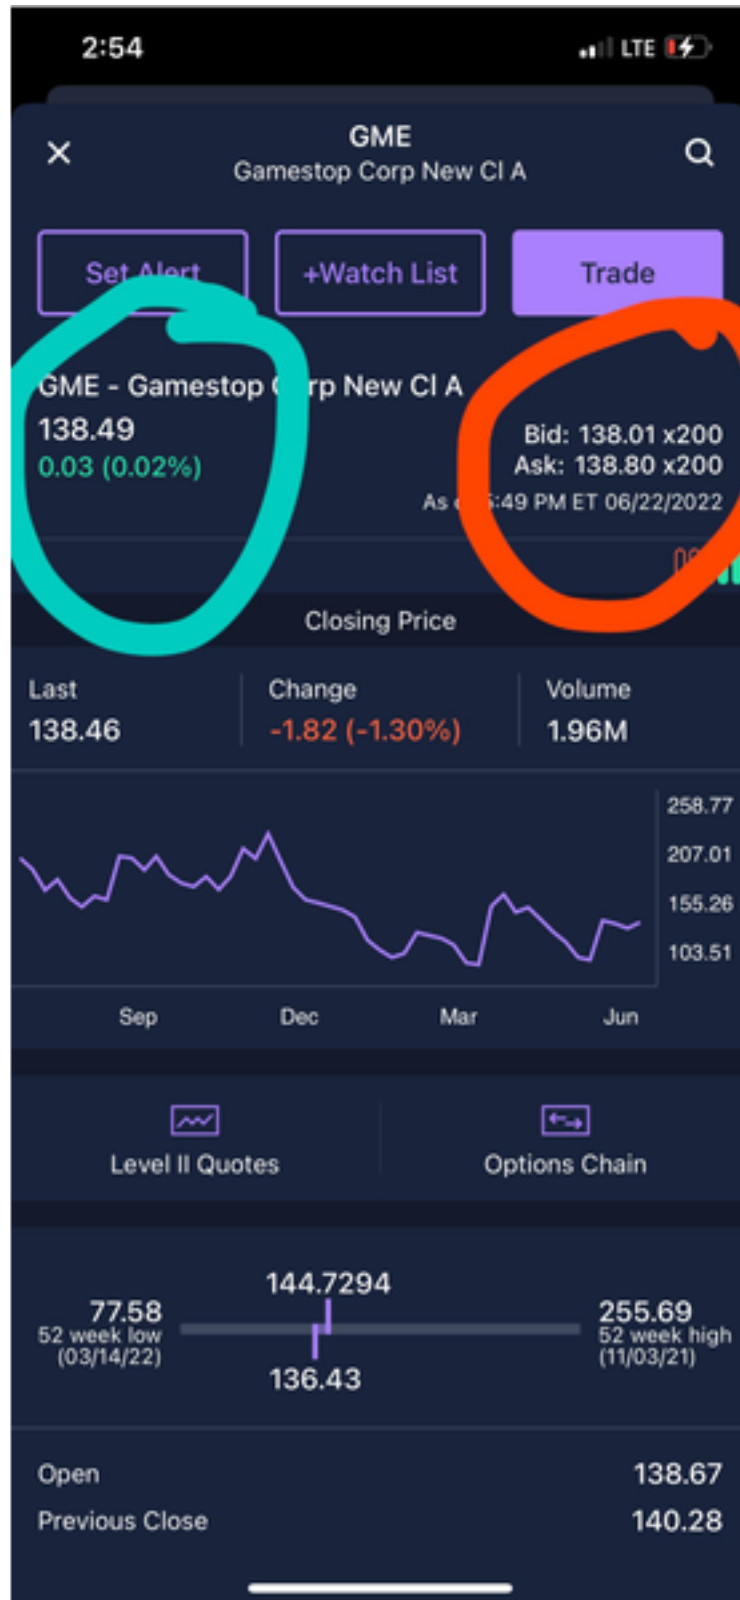 2:54 LTE
GME
Gamestop Corp New Cl A
Set Alert +Watch List Trade
GME - Gamestop Corp New Cl A
138.49
0.03 (0.02%)
Bid: 138.01 x200
Ask: 138.80 x200
As :49 PM ET 06/22/2022
Closing Price
Last Change Volume
138.46 -1.82 (-1.30%) 1.96M
258.77
207.01
155.26
103.51
Sep Dec Mar Jun
Level II Quotes Options Chain
144.7294
77.58 255.69
52 week low 52 week high
(03/14/22) (11/03/21)
136.43
Open 138.67
Previous Close 140.28